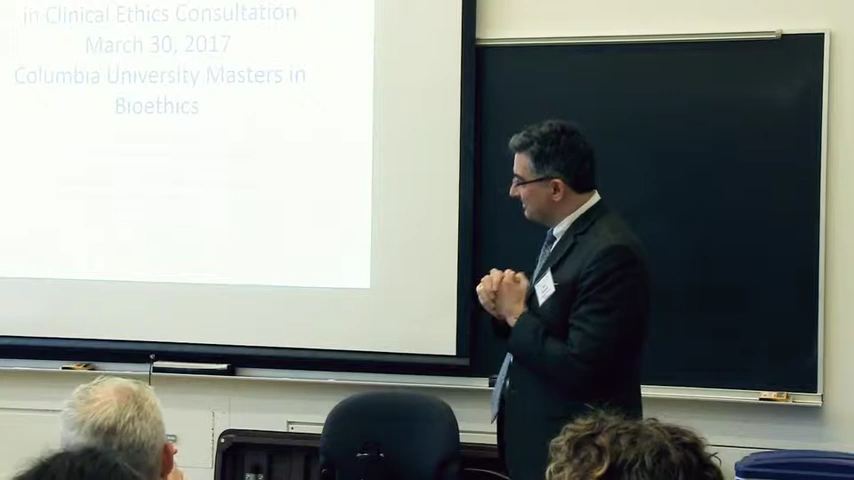 in Clinical Ethics Consultation
March 30, 2017
Columbia University Masters in
Bioethics